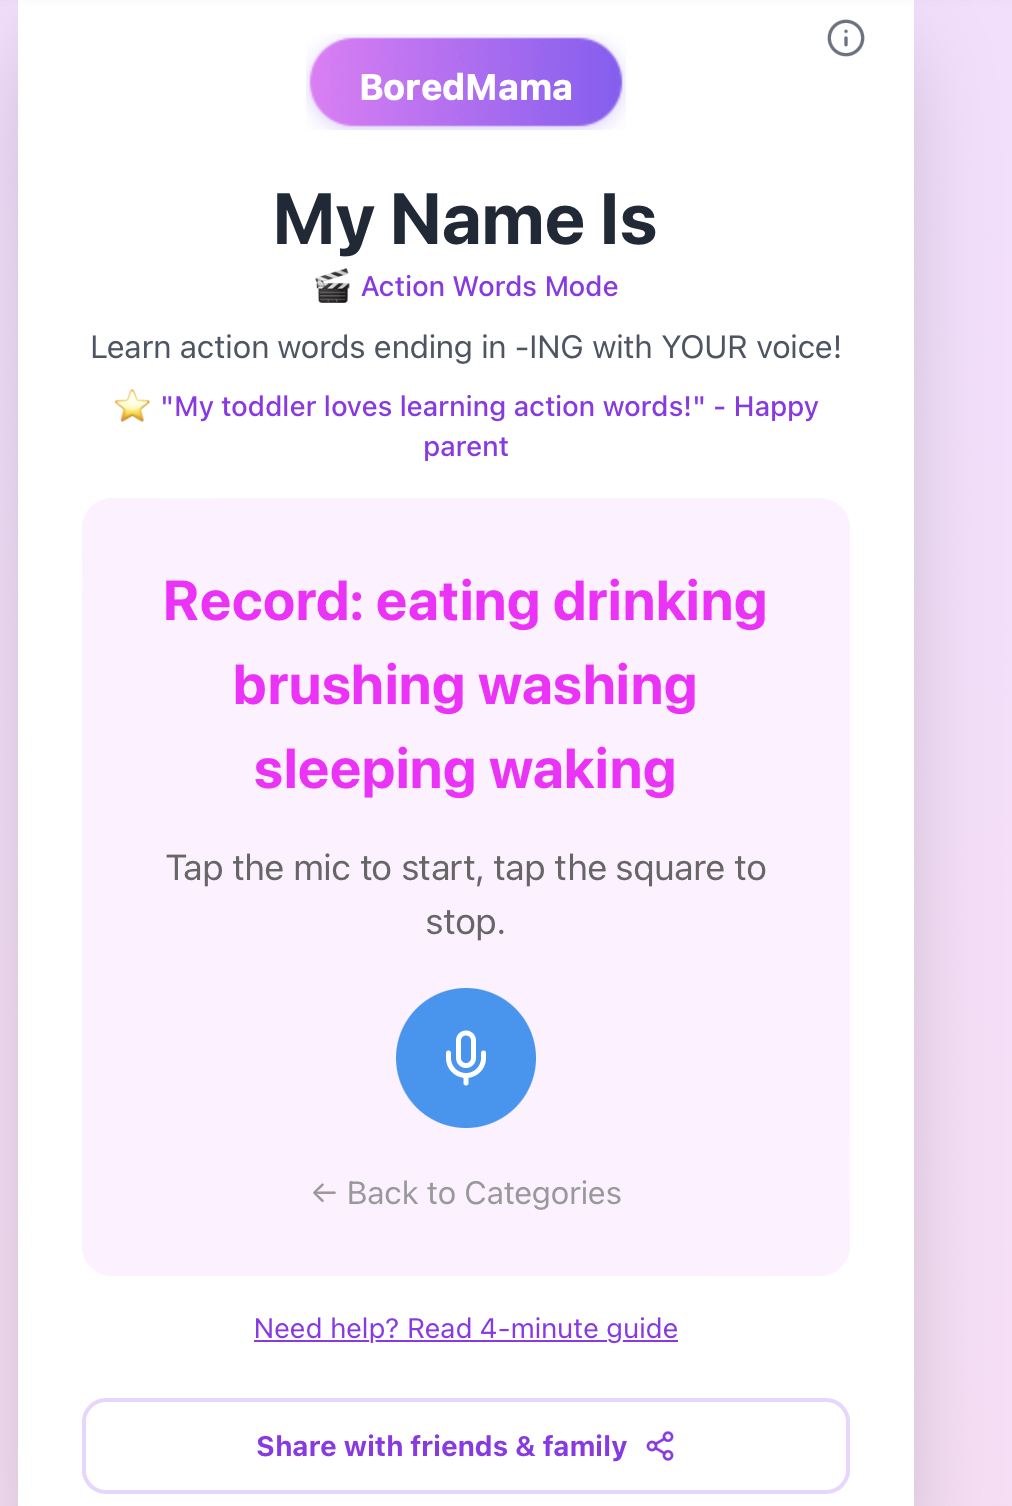 BoredMama
My Name Is
🎬 Action Words Mode
Learn action words ending in -ING with YOUR voice!
⭐ "My toddler loves learning action words!" - Happy
parent
Record: eating drinking
brushing washing
sleeping waking
Tap the mic to start, tap the square to
stop.
← Back to Categories
Need help? Read 4-minute guide
Share with friends & family